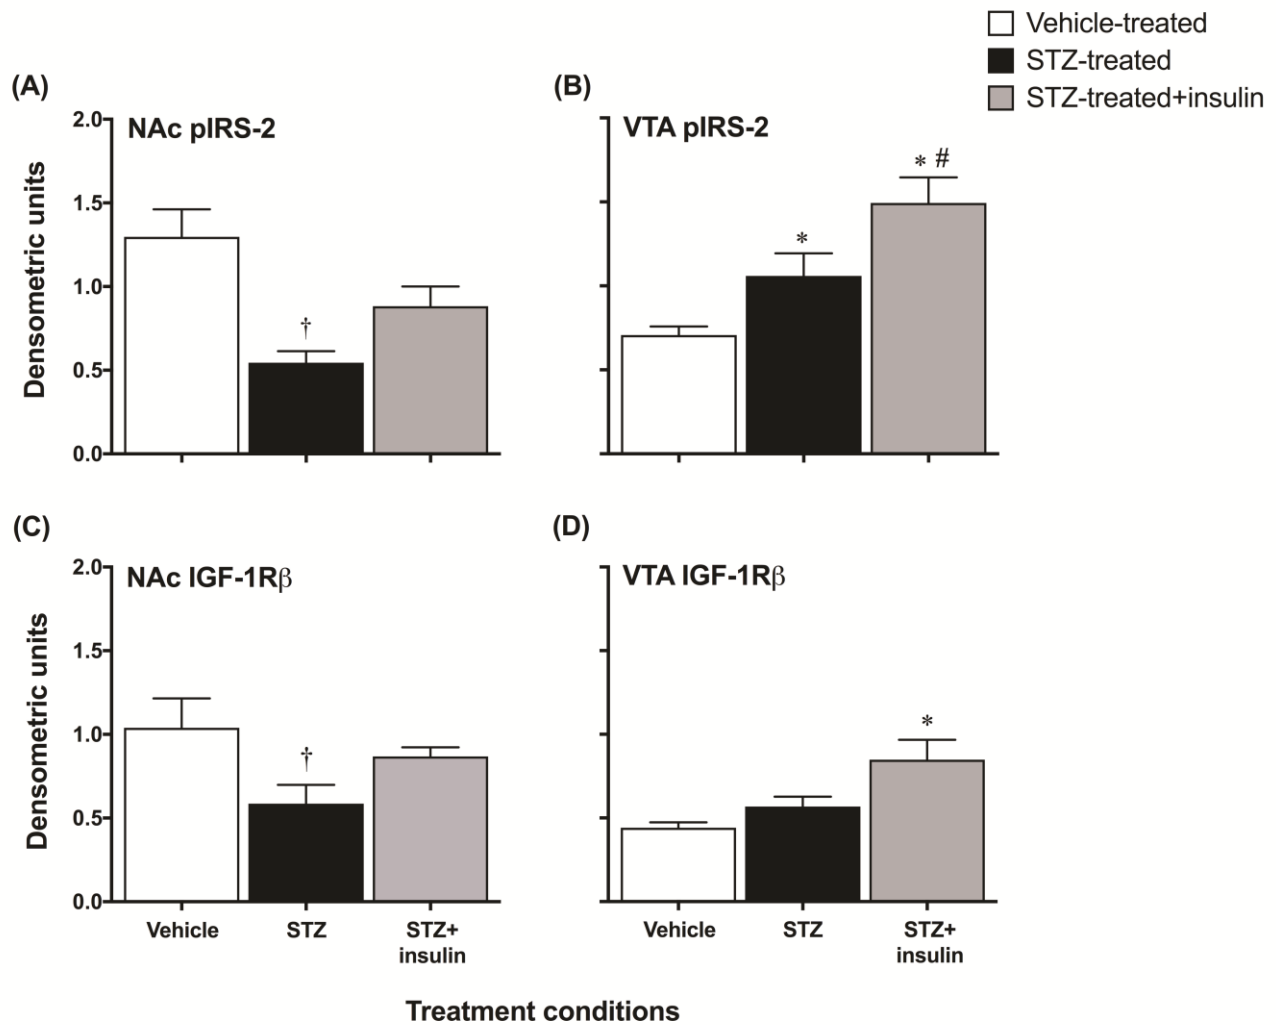 Vehicle-treated
STZ-treated
STZ-treated+insulin
(A)
NAc pIRS-2
Densometric units
2.0
1.5
1.0
0.5
0.0
†
(B)
VTA pIRS-2
*
* #
(C)
NAc IGF-1Rβ
Densometric units
2.0
1.5
1.0
0.5
0.0
†
Vehicle
STZ
STZ+
insulin
(D)
VTA IGF-1Rβ
*
Vehicle
STZ
STZ+
insulin
Treatment conditions